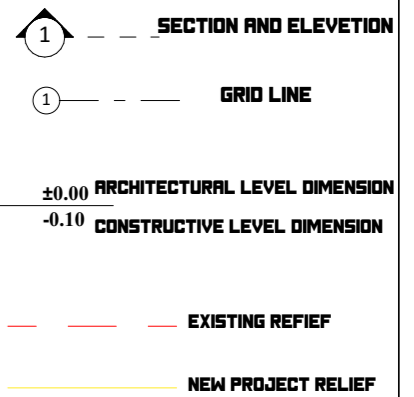 1 SECTION AND ELEVETION
1 GRID LINE
±0.00 ARCHITECTURAL LEVEL DIMENSION
-0.10 CONSTRUCTIVE LEVEL DIMENSION
EXISTING REFIEF
NEW PROJECT RELIEF